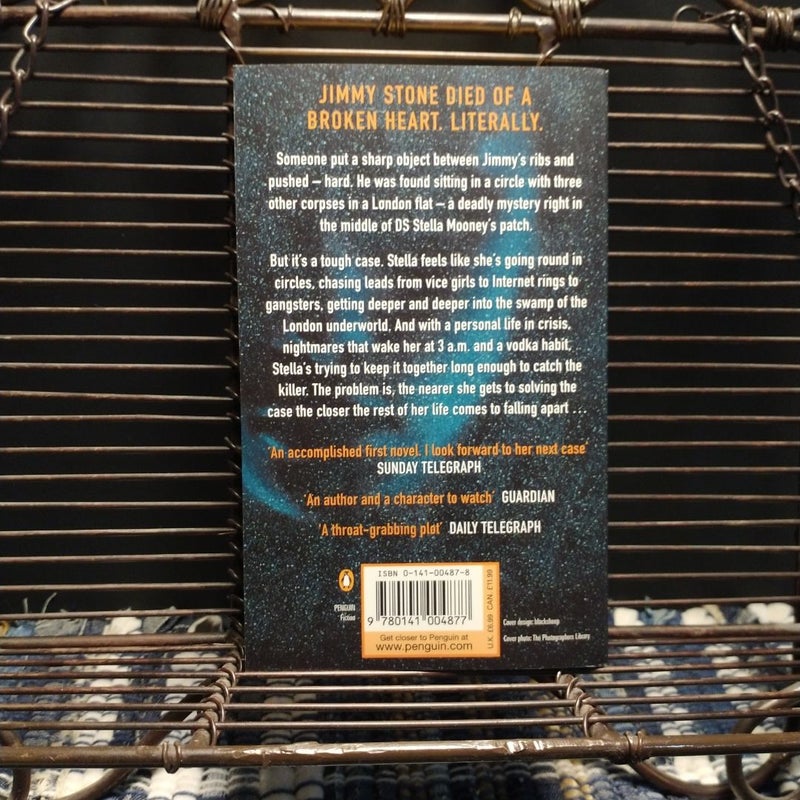 JIMMY STONE DIED OF A
BROKEN HEART. LITERALLY.
Someone put a sharp object between Jimmy's ribs and
pushed – hard. He was found sitting in a circle with three
other corpses in a London flat – a deadly mystery right in
the middle of DS Stella Mooney's patch.
But it's a tough case. Stella feels like she's going round in
circles, chasing leads from vice girls to Internet rings to
gangsters, getting deeper and deeper into the swamp of the
London underworld. And with a personal life in crisis,
nightmares that wake her at 3 a.m. and a vodka habit,
Stella's trying to keep it together long enough to catch the
killer. The problem is, the nearer she gets to solving the
case the closer the rest of her life comes to falling apart ...
'An accomplished first novel. I look forward to her next case'
SUNDAY TELEGRAPH
'An author and a character to watch' GUARDIAN
'A throat-grabbing plot' DAILY TELEGRAPH
ISBN 0-141-00487-8
9 780141 004877
Get closer to Penguin at
www.penguin.com
U.K. £6.99 CAN. £11.99
PENGUIN
Fiction
Cover design: blacksheep
Cover photo: The Photographers Library